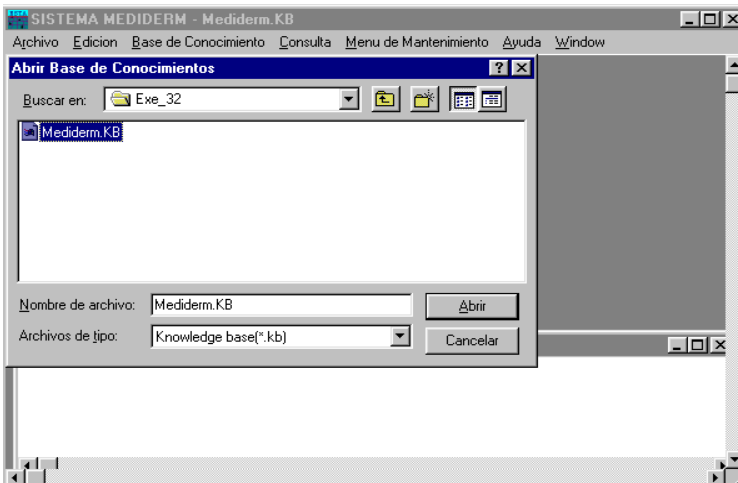 SISTEMA MEDIDERM - Mediderm.KB
Archivo Edicion Base de Conocimiento Consulta Menu de Mantenimiento Ayuda Window
Abrir Base de Conocimientos
Buscar en: Exe_32
Mediderm.KB
Nombre de archivo: Mediderm.KB Abrir
Archivos de tipo: Knowledge base(*.kb) Cancelar